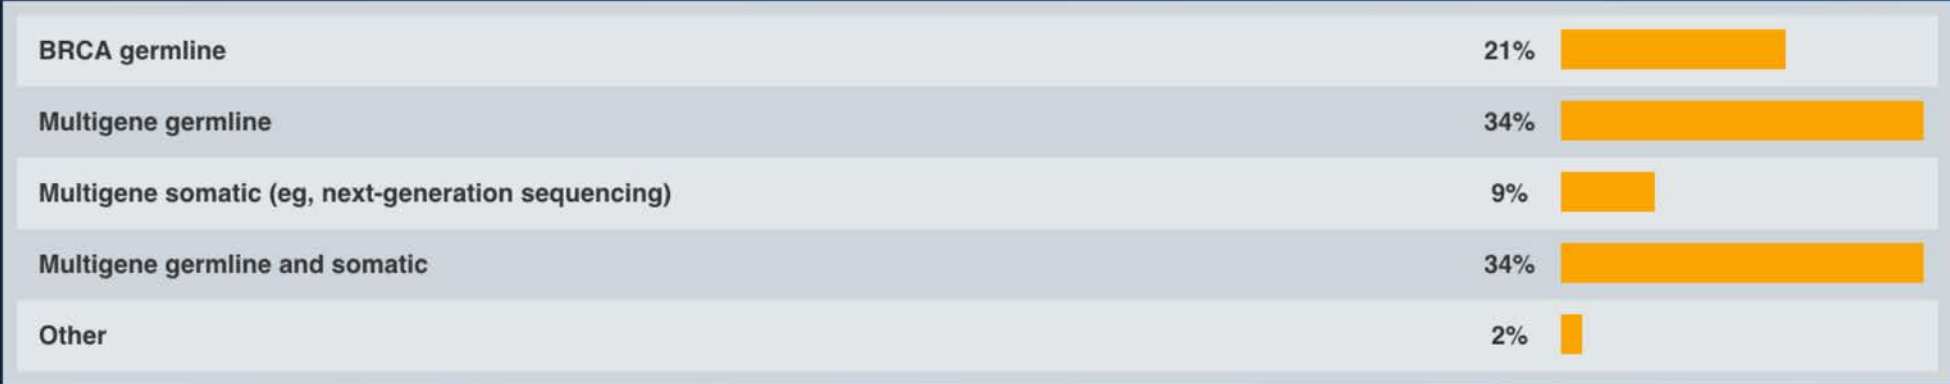 BRCA germline 21%
Multigene germline 34%
Multigene somatic (eg, next-generation sequencing) 9%
Multigene germline and somatic 34%
Other 2%